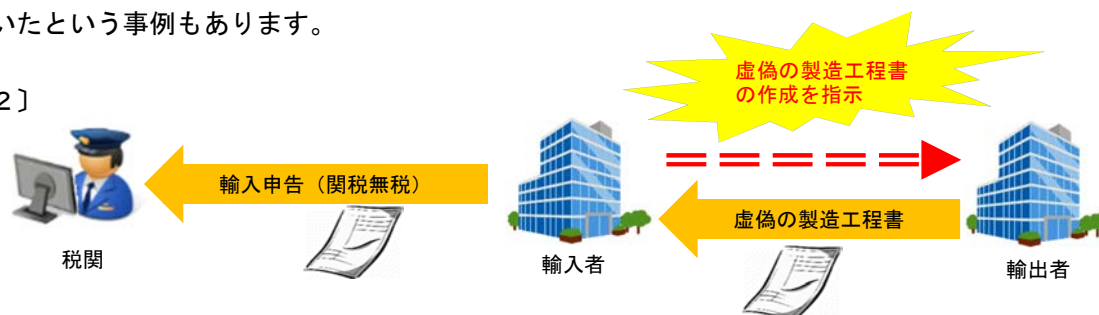 いたという事例もあります。
虚偽の製造工程書
の作成を指示
２〕
輸入申告（関税無税）
虚偽の製造工程書
税関
輸入者
輸出者